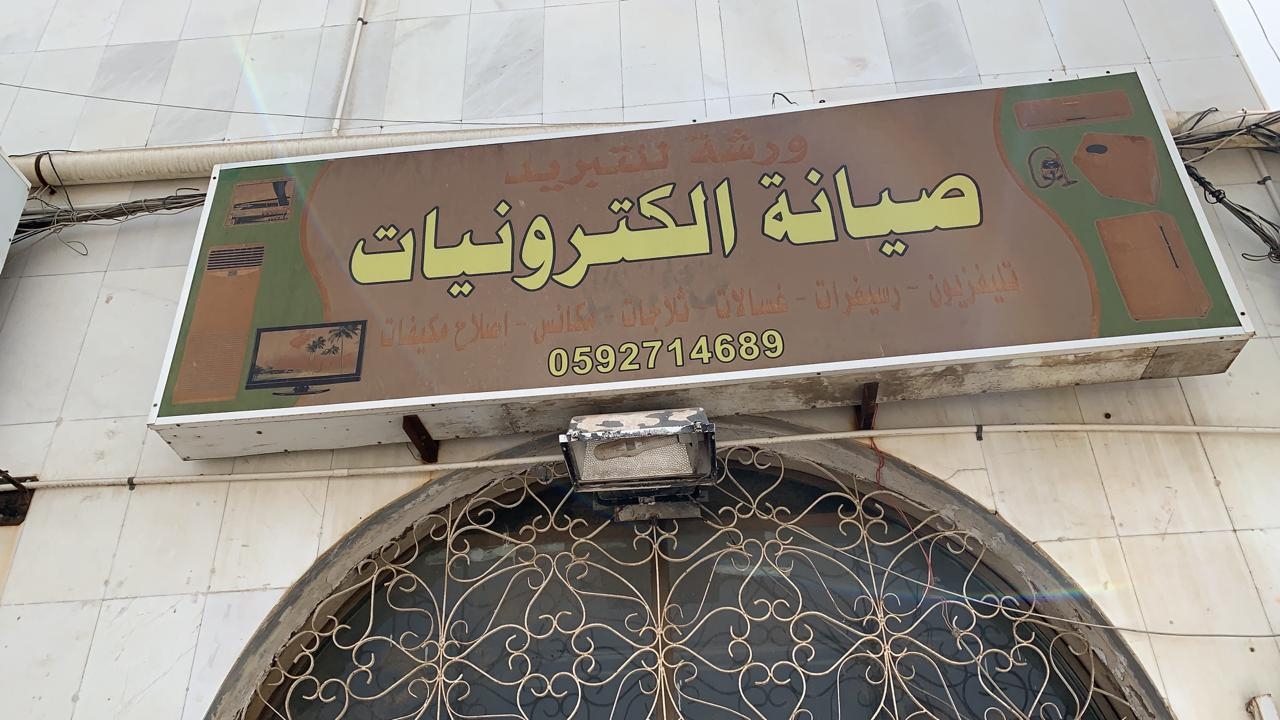 ورشة للتبريد
صيانة الكترونيات
تليفزيون - رسيفرات - غسالات - ثلاجات - مكانس - اصلاح مكيفات
0592714689